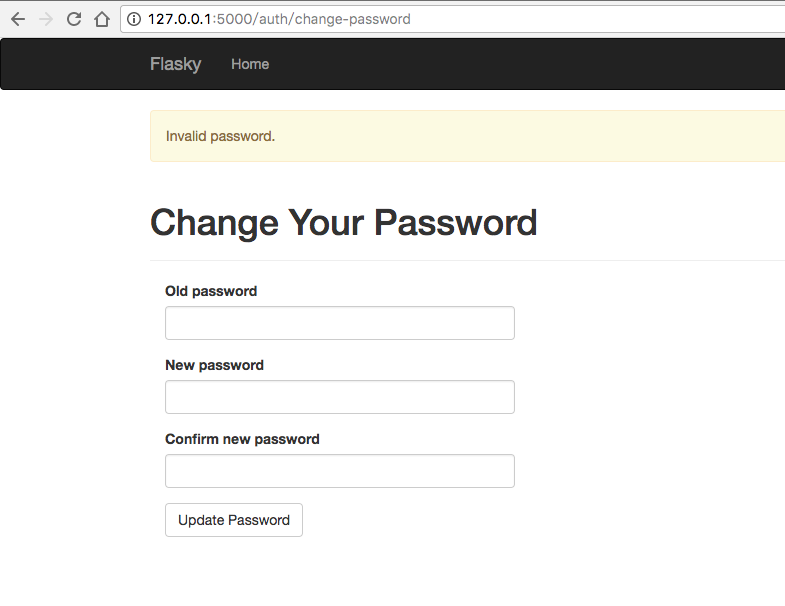 127.0.0.1:5000/auth/change-password
Flasky Home
Invalid password.
Change Your Password
Old password
New password
Confirm new password
Update Password